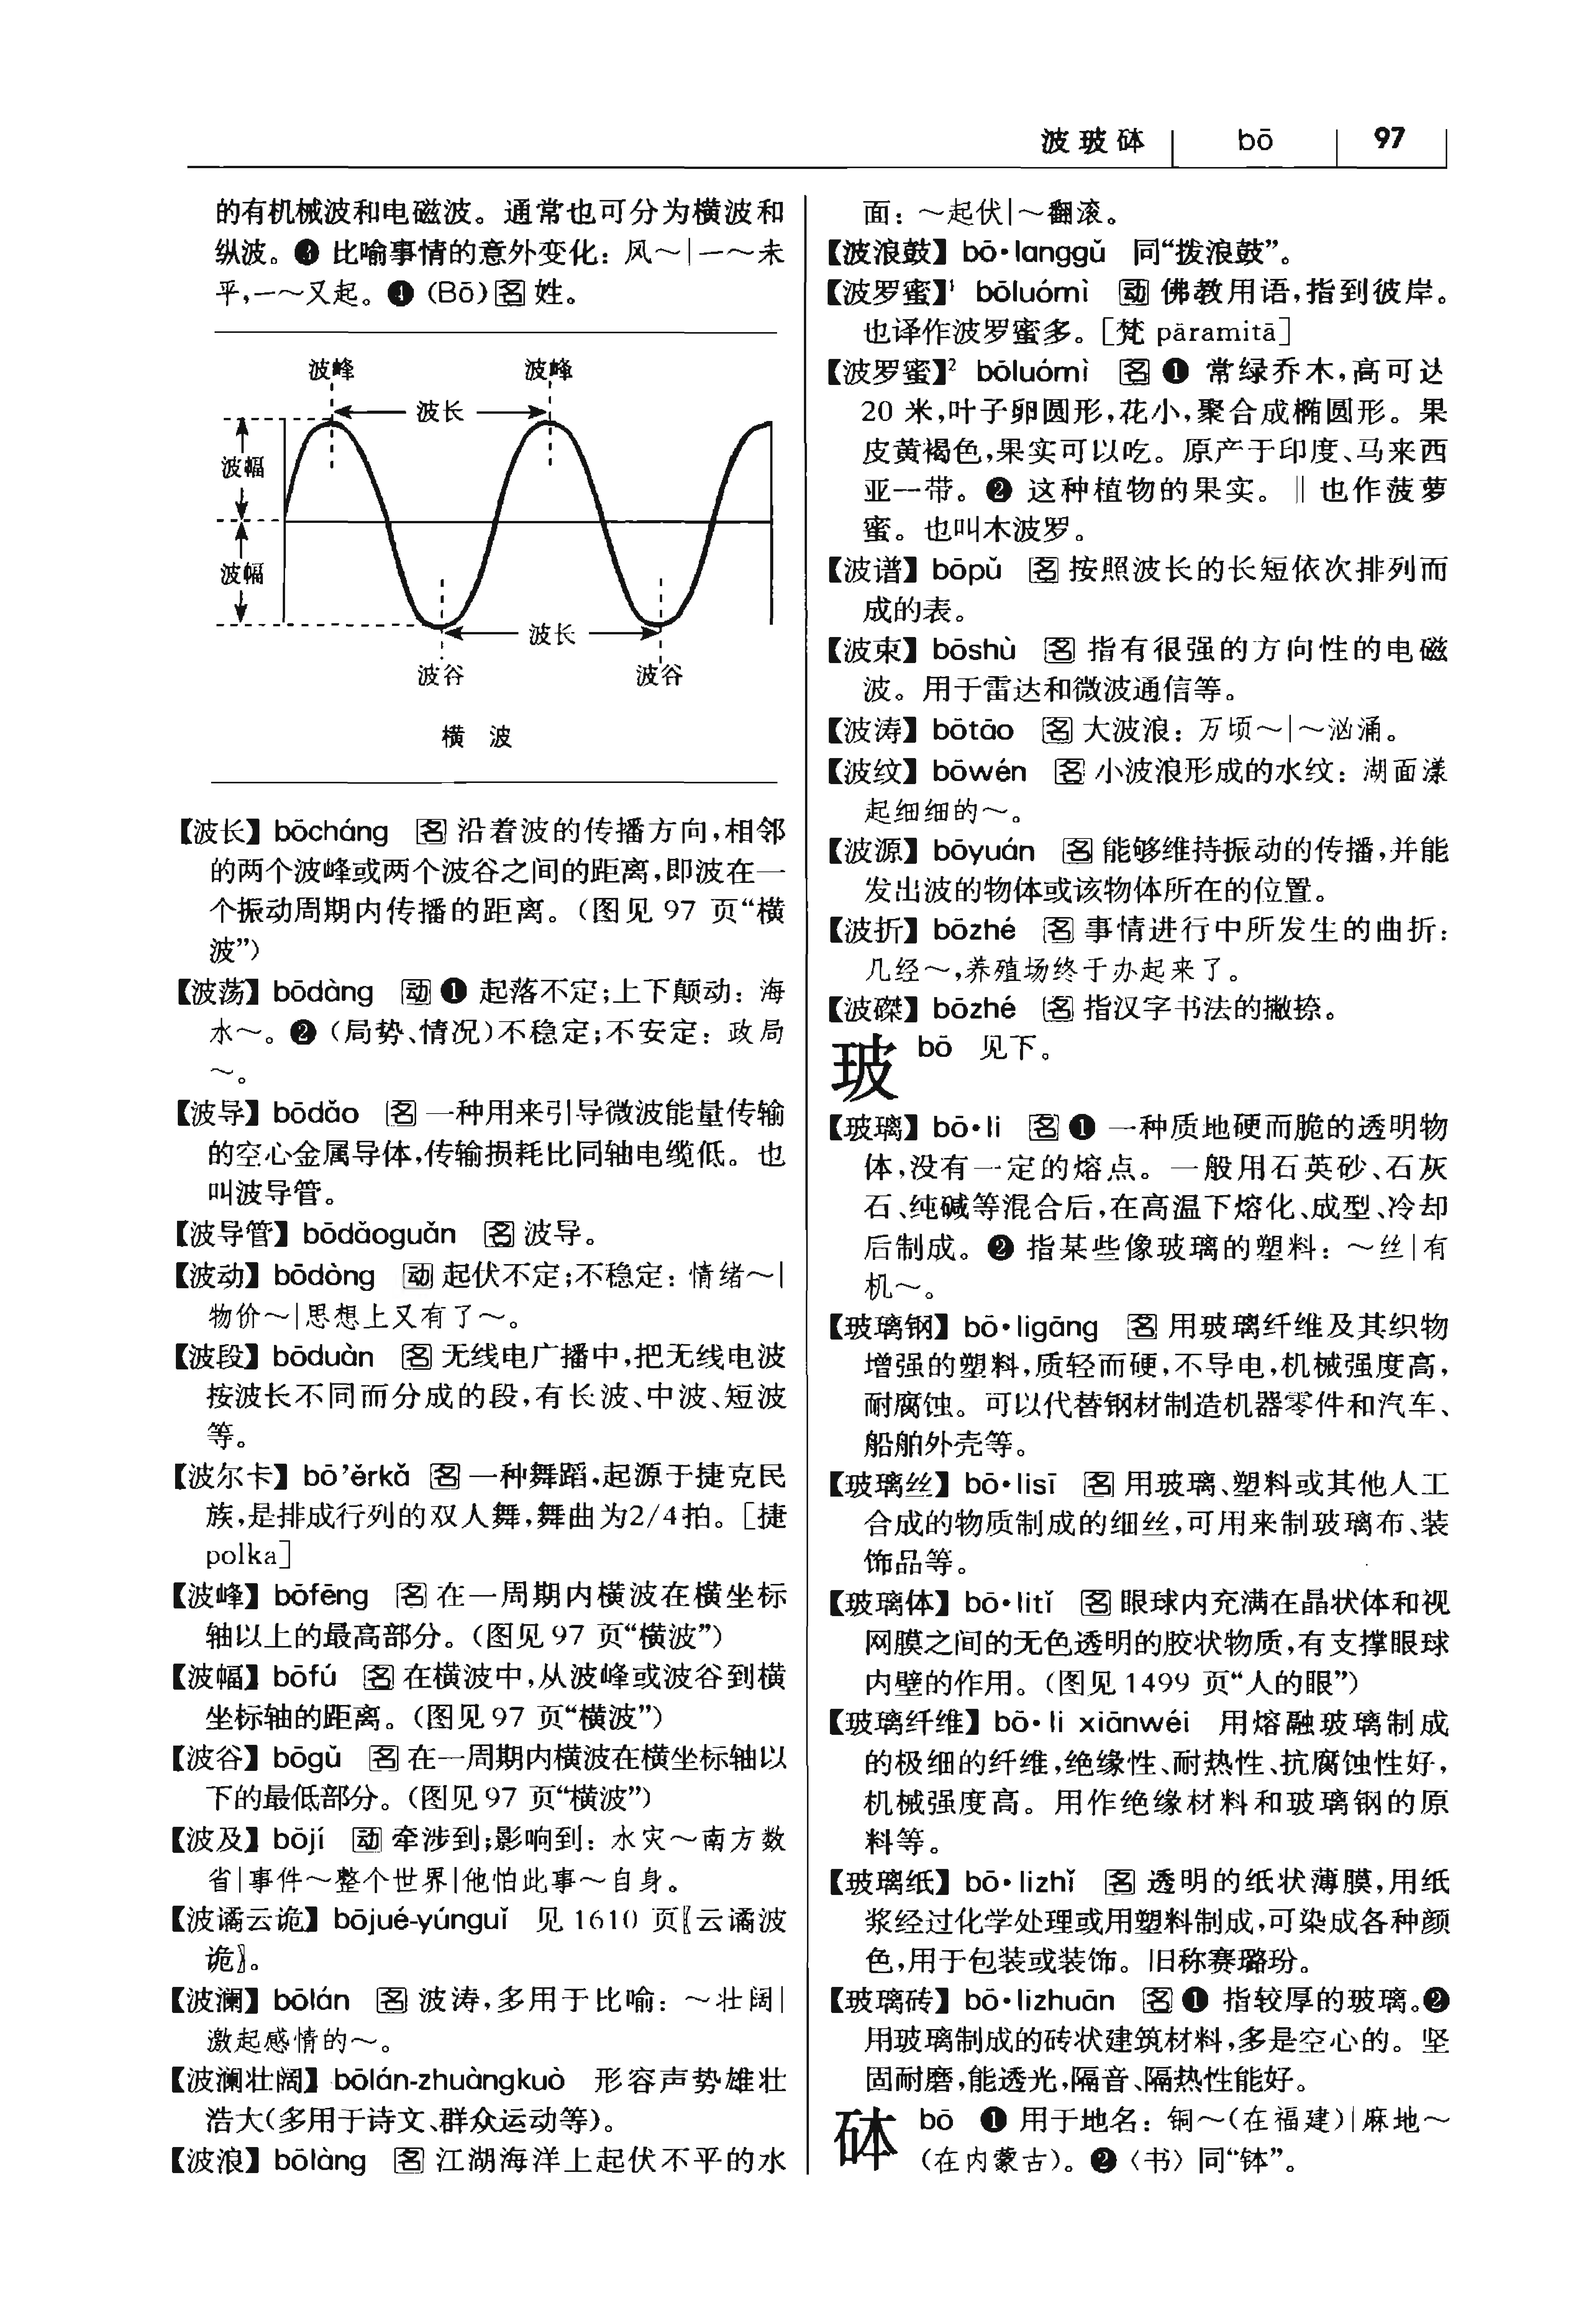 波玻砵 bō 97
的有机械波和电磁波。通常也可分为横波和
纵波。❸ 比喻事情的意外变化：风～|一～未
平，一～又起。❹ (Bō) 名 姓。
波峰 波峰
波长
波幅
波幅
波长
波谷 波谷
横 波
【波长】bōcháng 名 沿着波的传播方向，相邻
的两个波峰或两个波谷之间的距离，即波在一
个振动周期内传播的距离。（图见 97 页“横
波”）
【波荡】bōdàng 动 ❶ 起落不定；上下颠动：海
水～。❷（局势、情况）不稳定；不安定：政局
～。
【波导】bōdǎo 名 一种用来引导微波能量传输
的空心金属导体，传输损耗比同轴电缆低。也
叫波导管。
【波导管】bōdǎoguǎn 名 波导。
【波动】bōdòng 动 起伏不定；不稳定：情绪～|
物价～|思想上又有了～。
【波段】bōduàn 名 无线电广播中，把无线电波
按波长不同而分成的段，有长波、中波、短波
等。
【波尔卡】bō’ěrkǎ 名 一种舞蹈，起源于捷克民
族，是排成行列的双人舞，舞曲为2/4拍。［捷
polka］
【波峰】bōfēng 名 在一周期内横波在横坐标
轴以上的最高部分。（图见 97 页“横波”）
【波幅】bōfú 名 在横波中，从波峰或波谷到横
坐标轴的距离。（图见 97 页“横波”）
【波谷】bōgǔ 名 在一周期内横波在横坐标轴以
下的最低部分。（图见 97 页“横波”）
【波及】bōjí 动 牵涉到；影响到：水灾～南方数
省|事件～整个世界|他怕此事～自身。
【波谲云诡】bōjué-yúnguǐ 见 1610 页〖云谲波
诡〗。
【波澜】bōlán 名 波涛，多用于比喻：～壮阔|
激起感情的～。
【波澜壮阔】bōlán-zhuàngkuò 形容声势雄壮
浩大（多用于诗文、群众运动等）。
【波浪】bōlàng 名 江湖海洋上起伏不平的水
面：～起伏|～翻滚。
【波浪鼓】bō·langgǔ 同“拨浪鼓”。
【波罗蜜】¹ bōluómì 动 佛教用语，指到彼岸。
也译作波罗蜜多。［梵 pāramitā］
【波罗蜜】² bōluómì 名 ❶ 常绿乔木，高可达
20 米，叶子卵圆形，花小，聚合成椭圆形。果
皮黄褐色，果实可以吃。原产于印度、马来西
亚一带。❷ 这种植物的果实。‖ 也作菠萝
蜜。也叫木波罗。
【波谱】bōpǔ 名 按照波长的长短依次排列而
成的表。
【波束】bōshù 名 指有很强的方向性的电磁
波。用于雷达和微波通信等。
【波涛】bōtāo 名 大波浪：万顷～|～汹涌。
【波纹】bōwén 名 小波浪形成的水纹：湖面漾
起细细的～。
【波源】bōyuán 名 能够维持振动的传播，并能
发出波的物体或该物体所在的位置。
【波折】bōzhé 名 事情进行中所发生的曲折：
几经～，养殖场终于办起来了。
【波磔】bōzhé 名 指汉字书法的撇捺。
玻 bō 见下。
【玻璃】bō·li 名 ❶ 一种质地硬而脆的透明物
体，没有一定的熔点。一般用石英砂、石灰
石、纯碱等混合后，在高温下熔化、成型、冷却
后制成。❷ 指某些像玻璃的塑料：～丝|有
机～。
【玻璃钢】bō·ligāng 名 用玻璃纤维及其织物
增强的塑料，质轻而硬，不导电，机械强度高，
耐腐蚀。可以代替钢材制造机器零件和汽车、
船舶外壳等。
【玻璃丝】bō·lisī 名 用玻璃、塑料或其他人工
合成的物质制成的细丝，可用来制玻璃布、装
饰品等。
【玻璃体】bō·litǐ 名 眼球内充满在晶状体和视
网膜之间的无色透明的胶状物质，有支撑眼球
内壁的作用。（图见 1499 页“人的眼”）
【玻璃纤维】bō·li xiānwéi 用熔融玻璃制成
的极细的纤维，绝缘性、耐热性、抗腐蚀性好，
机械强度高。用作绝缘材料和玻璃钢的原
料等。
【玻璃纸】bō·lizhǐ 名 透明的纸状薄膜，用纸
浆经过化学处理或用塑料制成，可染成各种颜
色，用于包装或装饰。旧称赛璐玢。
【玻璃砖】bō·lizhuān 名 ❶ 指较厚的玻璃。❷
用玻璃制成的砖状建筑材料，多是空心的。坚
固耐磨，能透光，隔音、隔热性能好。
砵 bō ❶ 用于地名：铜～（在福建）|麻地～
（在内蒙古）。❷〈书〉同“钵”。